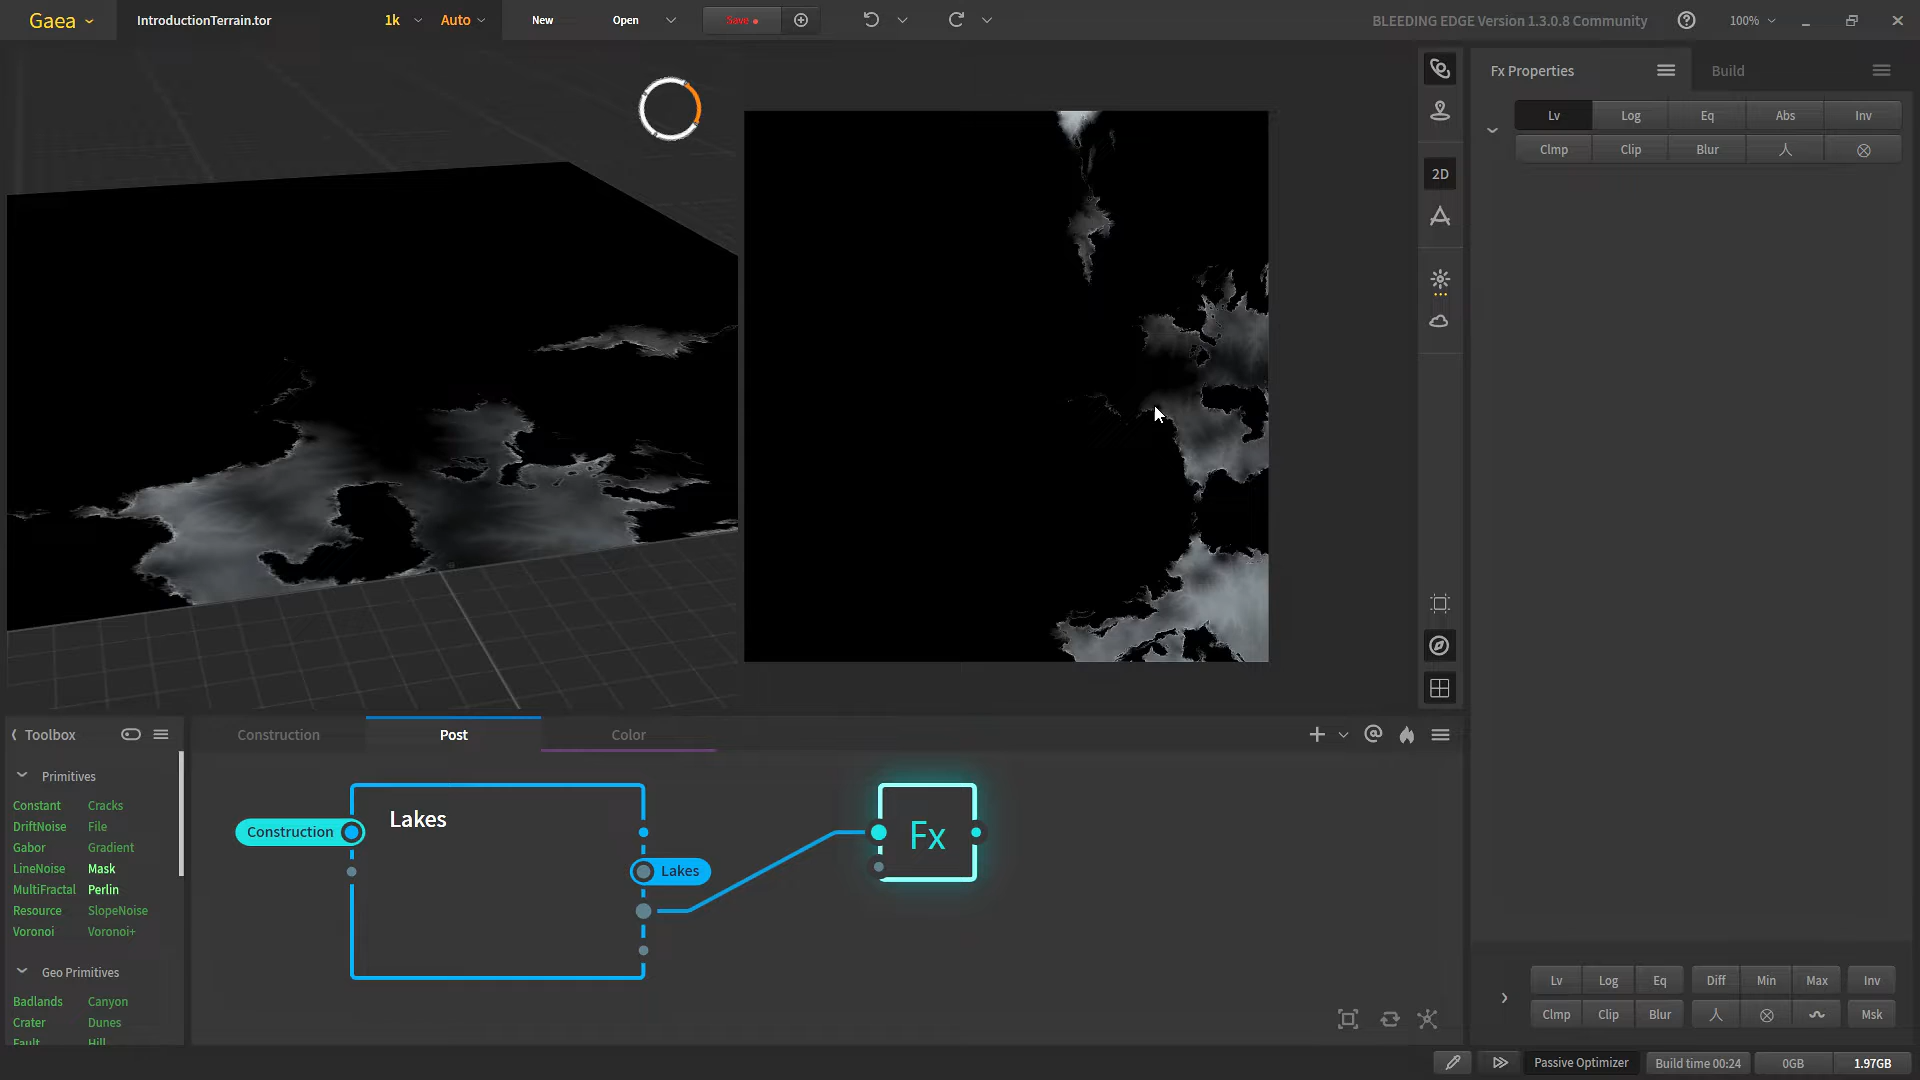 Gaea
IntroductionTerrain.tor
1k
Auto
New
Open
Save
BLEEDING EDGE Version 1.3.0.8 Community
100%
Fx Properties
Build
Lv
Log
Eq
Abs
Inv
Clmp
Clip
Blur
人
2D
Toolbox
Construction
Post
Color
Primitives
Constant
Cracks
DriftNoise
File
Gabor
Gradient
LineNoise
Mask
MultiFractal
Perlin
Resource
SlopeNoise
Voronoi
Voronoi+
Geo Primitives
Badlands
Canyon
Crater
Dunes
Fault
Hill
Construction
Lakes
Lakes
Fx
Lv
Log
Eq
Diff
Min
Max
Inv
Clmp
Clip
Blur
人
Msk
Passive Optimizer
Build time 00:24
0GB
1.97GB